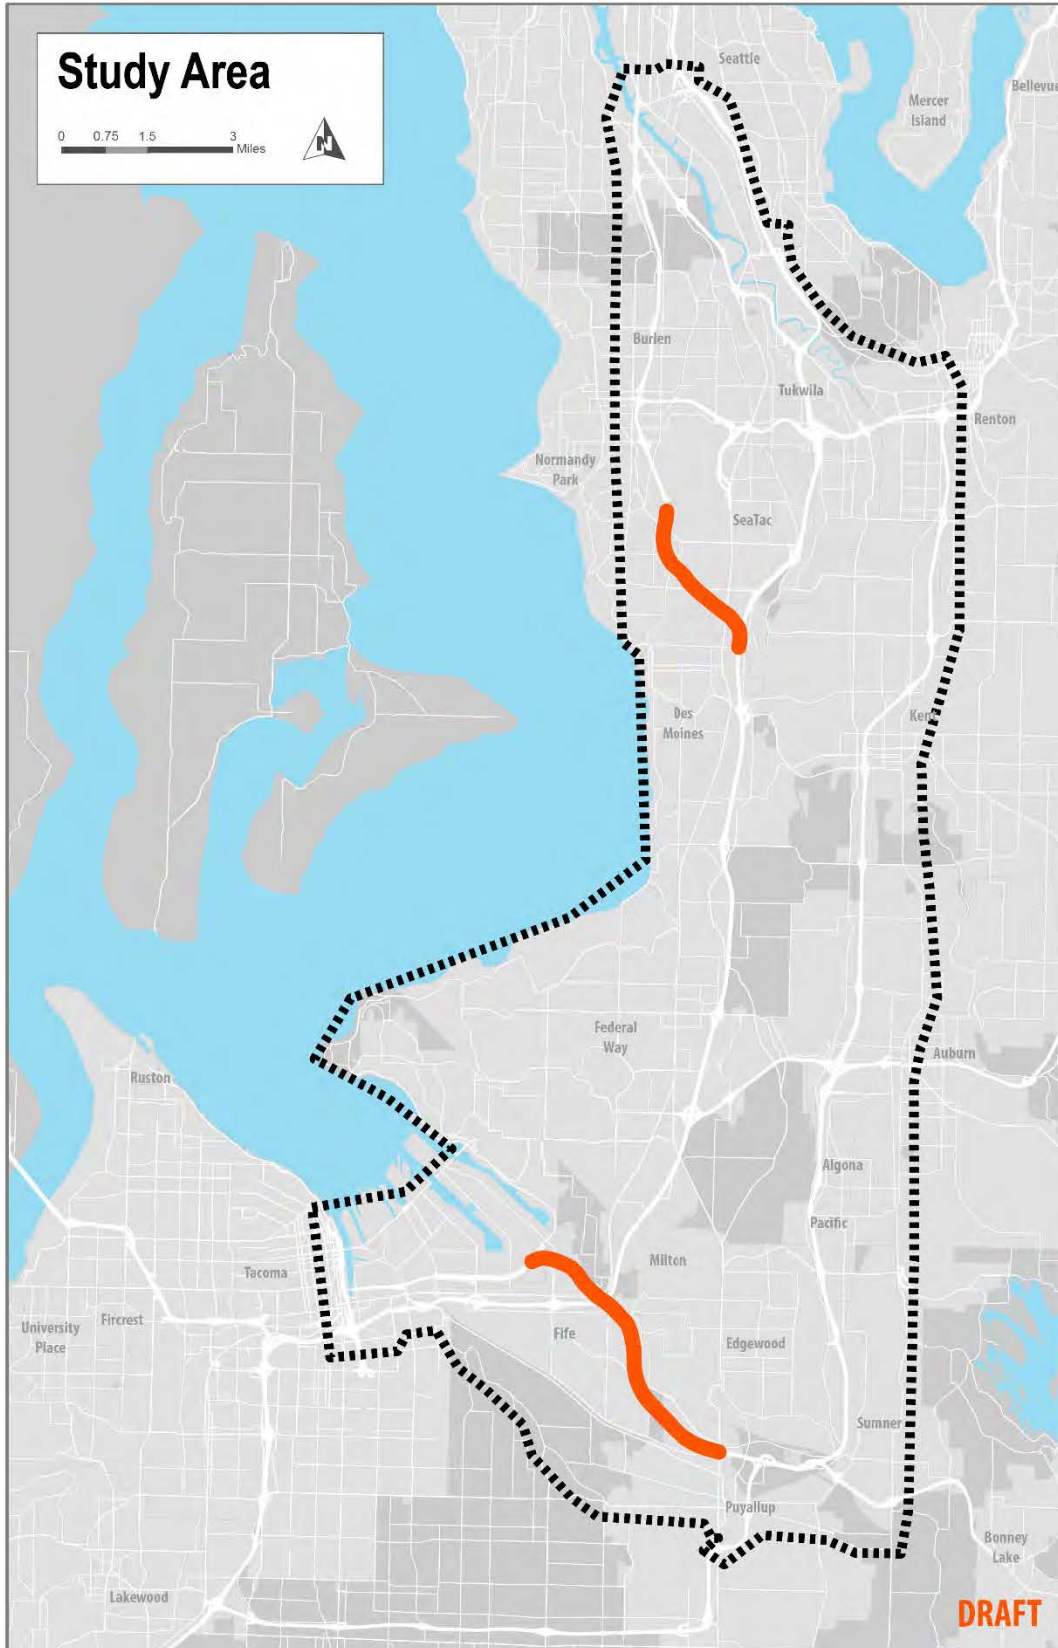 Study Area
0 0.75 1.5 3
Miles
N
Seattle
Mercer
Island
Bellevue
Burien
Tukwila
Renton
Normandy
Park
SeaTac
Des
Moines
Kent
Federal
Way
Auburn
Ruston
Algona
Pacific
Milton
Tacoma
Fircrest
University
Place
Fife
Edgewood
Sumner
Puyallup
Bonney
Lake
Lakewood
DRAFT